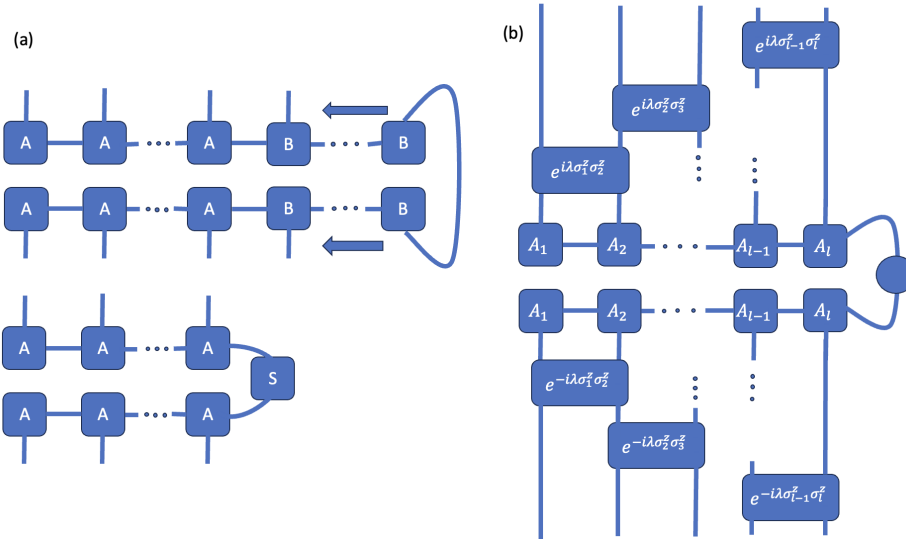 (a)
A A ... A B ... B
A A ... A B ... B
A A ... A
S
A A ... A
(b)
e^{iλσ^z_{l-1}σ^z_l}
e^{iλσ^z_2σ^z_3}
e^{iλσ^z_1σ^z_2}
A_1 A_2 ... A_{l-1} A_l
A_1 A_2 ... A_{l-1} A_l
e^{-iλσ^z_1σ^z_2}
e^{-iλσ^z_2σ^z_3}
e^{-iλσ^z_{l-1}σ^z_l}